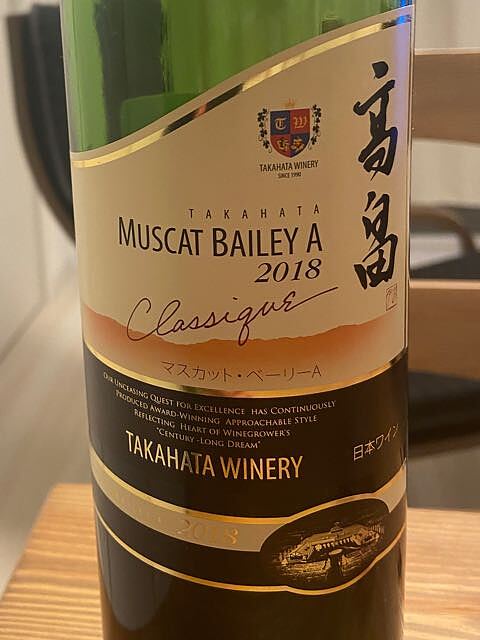 T W
TAKAHATA WINERY
SINCE 1990
高畠
TAKAHATA
MUSCAT BAILEY A
2018
Classique
マスカット・ベーリーA
OUR UNCEASING QUEST FOR EXCELLENCE HAS CONTINUOUSLY
PRODUCED AWARD-WINNING APPROACHABLE STYLE
REFLECTING HEART OF WINEGROWER'S
"CENTURY-LONG DREAM"
TAKAHATA WINERY
日本ワイン
2018